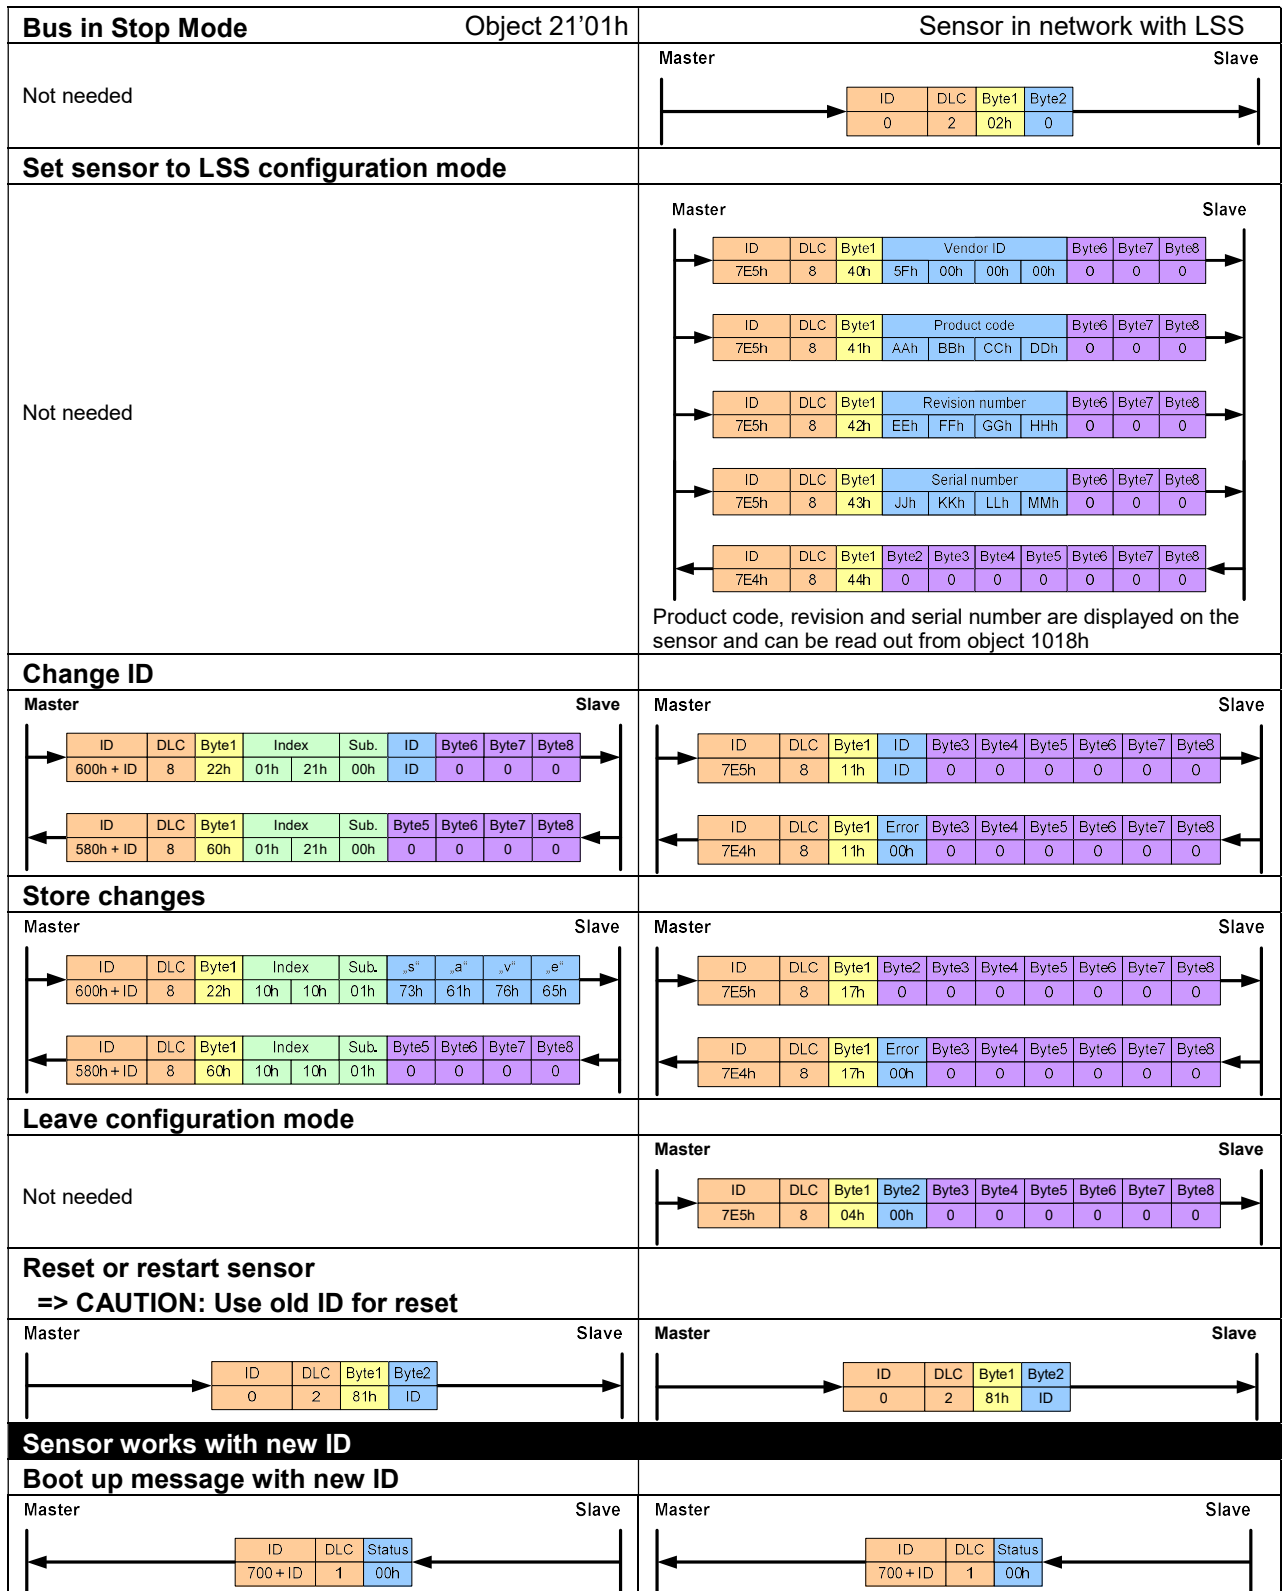 Bus in Stop Mode Object 21'01h Sensor in network with LSS
Master Slave
Not needed
ID DLC Byte1 Byte2
0 2 02h 0
Set sensor to LSS configuration mode
Not needed
Master Slave
ID DLC Byte1 Vendor ID Byte6 Byte7 Byte8
7E5h 8 40h 5Fh 00h 00h 00h 0 0 0
ID DLC Byte1 Product code Byte6 Byte7 Byte8
7E5h 8 41h AAh BBh CCh DDh 0 0 0
ID DLC Byte1 Revision number Byte6 Byte7 Byte8
7E5h 8 42h EEh FFh GGh HHh 0 0 0
ID DLC Byte1 Serial number Byte6 Byte7 Byte8
7E5h 8 43h JJh KKh LLh MMh 0 0 0
ID DLC Byte1 Byte2 Byte3 Byte4 Byte5 Byte6 Byte7 Byte8
7E4h 8 44h 0 0 0 0 0 0 0
Product code, revision and serial number are displayed on the
sensor and can be read out from object 1018h
Change ID
Master Slave
ID DLC Byte1 Index Sub. ID Byte6 Byte7 Byte8
600h + ID 8 22h 01h 21h 00h ID 0 0 0
ID DLC Byte1 Index Sub. Byte5 Byte6 Byte7 Byte8
580h + ID 8 60h 01h 21h 00h 0 0 0 0
Master Slave
ID DLC Byte1 ID Byte3 Byte4 Byte5 Byte6 Byte7 Byte8
7E5h 8 11h ID 0 0 0 0 0 0
ID DLC Byte1 Error Byte3 Byte4 Byte5 Byte6 Byte7 Byte8
7E4h 8 11h 00h 0 0 0 0 0 0
Store changes
Master Slave
ID DLC Byte1 Index Sub. „s“ „a“ „v“ „e“
600h + ID 8 22h 10h 10h 01h 73h 61h 76h 65h
ID DLC Byte1 Index Sub. Byte5 Byte6 Byte7 Byte8
580h + ID 8 60h 10h 10h 01h 0 0 0 0
Master Slave
ID DLC Byte1 Byte2 Byte3 Byte4 Byte5 Byte6 Byte7 Byte8
7E5h 8 17h 0 0 0 0 0 0 0
ID DLC Byte1 Error Byte3 Byte4 Byte5 Byte6 Byte7 Byte8
7E4h 8 17h 00h 0 0 0 0 0 0
Leave configuration mode
Not needed
Master Slave
ID DLC Byte1 Byte2 Byte3 Byte4 Byte5 Byte6 Byte7 Byte8
7E5h 8 04h 00h 0 0 0 0 0 0
Reset or restart sensor
=> CAUTION: Use old ID for reset
Master Slave
ID DLC Byte1 Byte2
0 2 81h ID
Master Slave
ID DLC Byte1 Byte2
0 2 81h ID
Sensor works with new ID
Boot up message with new ID
Master Slave
ID DLC Status
700 + ID 1 00h
Master Slave
ID DLC Status
700 + ID 1 00h